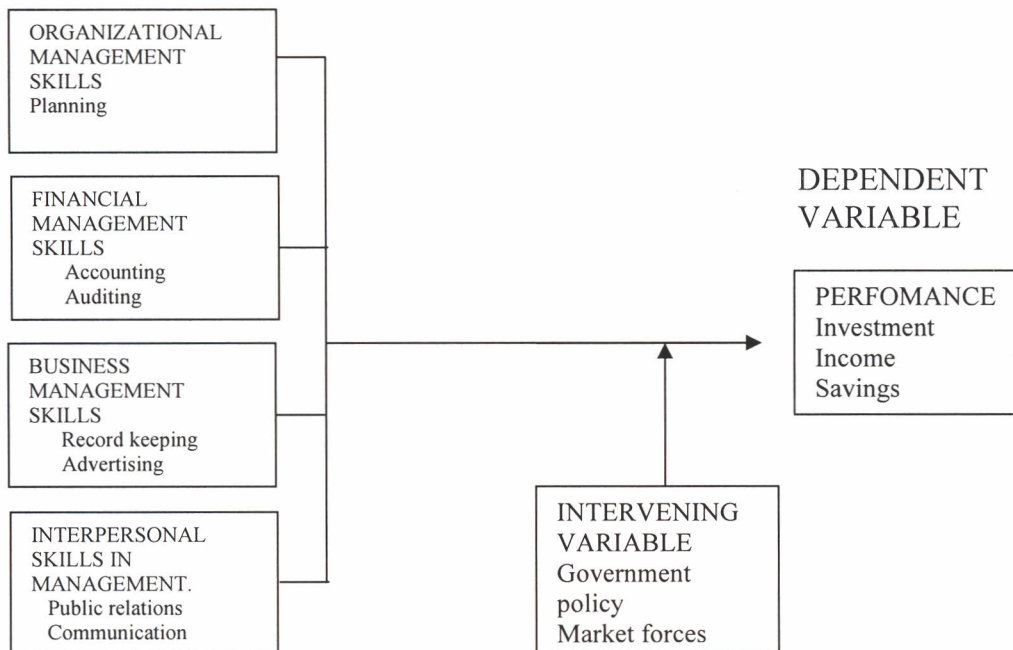 ORGANIZATIONAL
MANAGEMENT
SKILLS
Planning
FINANCIAL
MANAGEMENT
SKILLS
Accounting
Auditing
BUSINESS
MANAGEMENT
SKILLS
Record keeping
Advertising
INTERPERSONAL
SKILLS IN
MANAGEMENT.
Public relations
Communication
DEPENDENT
VARIABLE
PERFOMANCE
Investment
Income
Savings
INTERVENING
VARIABLE
Government
policy
Market forces